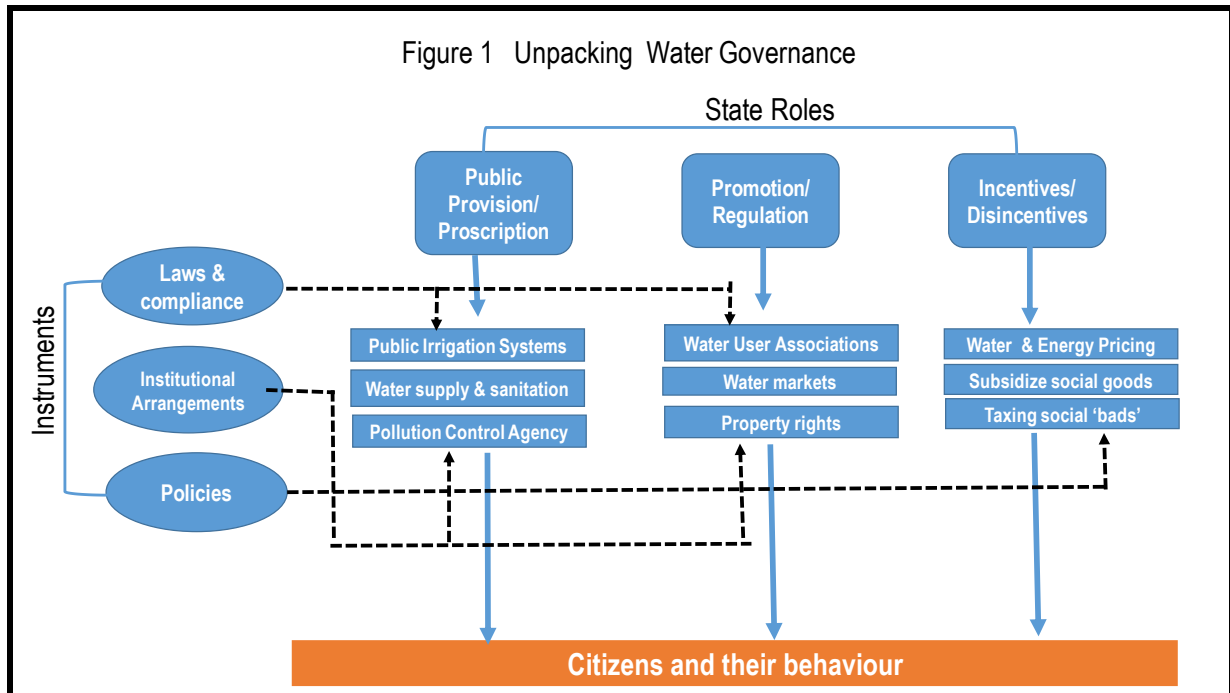 Figure 1 Unpacking Water Governance
State Roles
Public
Provision/
Proscription
Promotion/
Regulation
Incentives/
Disincentives
Instruments
Laws &
compliance
Institutional
Arrangements
Policies
Public Irrigation Systems
Water supply & sanitation
Pollution Control Agency
Water User Associations
Water markets
Property rights
Water & Energy Pricing
Subsidize social goods
Taxing social ‘bads’
Citizens and their behaviour